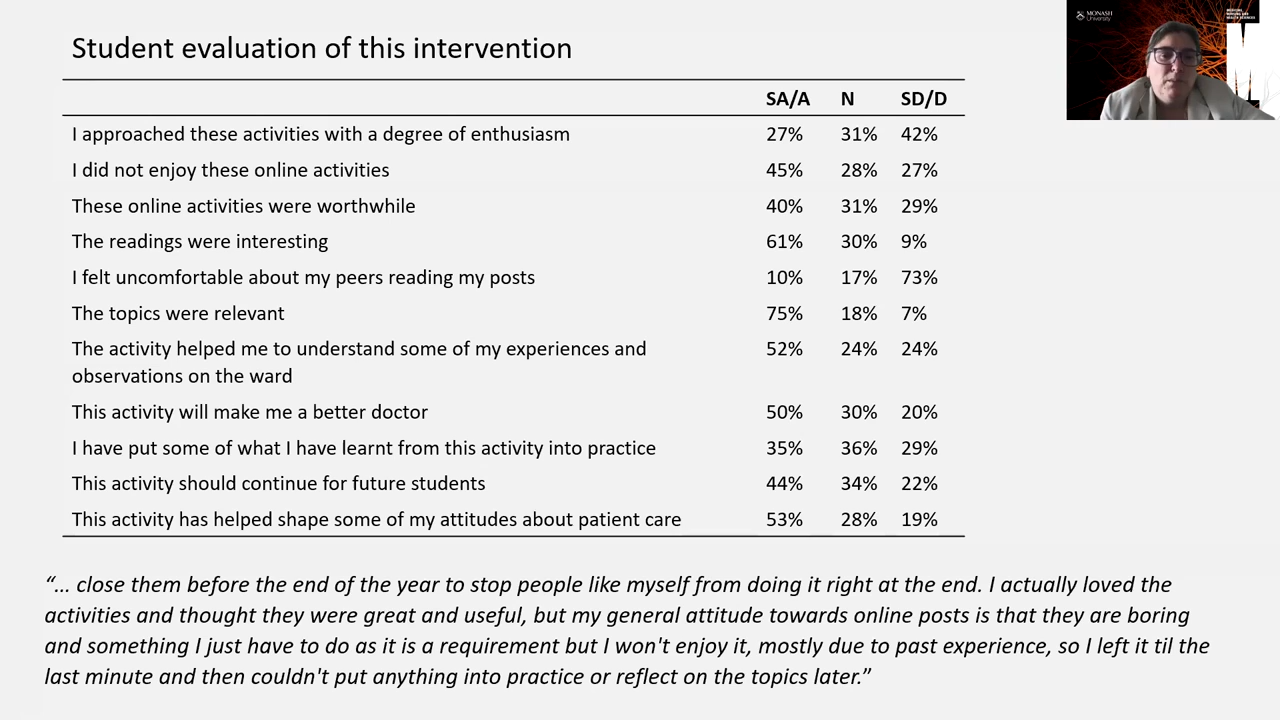 Student evaluation of this intervention
SA/A N SD/D
I approached these activities with a degree of enthusiasm 27% 31% 42%
I did not enjoy these online activities 45% 28% 27%
These online activities were worthwhile 40% 31% 29%
The readings were interesting 61% 30% 9%
I felt uncomfortable about my peers reading my posts 10% 17% 73%
The topics were relevant 75% 18% 7%
The activity helped me to understand some of my experiences and 52% 24% 24%
observations on the ward
This activity will make me a better doctor 50% 30% 20%
I have put some of what I have learnt from this activity into practice 35% 36% 29%
This activity should continue for future students 44% 34% 22%
This activity has helped shape some of my attitudes about patient care 53% 28% 19%
“... close them before the end of the year to stop people like myself from doing it right at the end. I actually loved the
activities and thought they were great and useful, but my general attitude towards online posts is that they are boring
and something I just have to do as it is a requirement but I won't enjoy it, mostly due to past experience, so I left it til the
last minute and then couldn't put anything into practice or reflect on the topics later.”
MONASH
University
MEDICINE,
NURSING AND
HEALTH SCIENCES